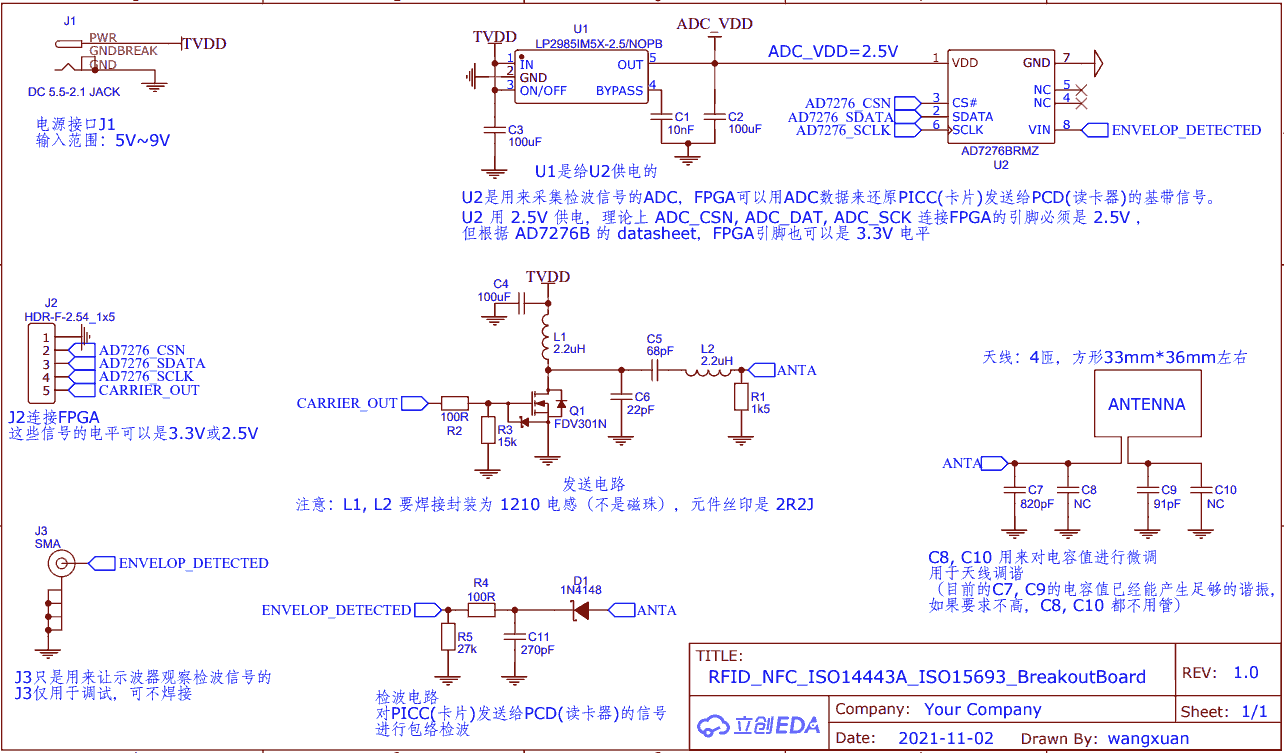 J1
PWR
GNDBREAK
GND
TVDD
DC 5.5-2.1 JACK
电源接口J1
输入范围：5V~9V
TVDD
U1
LP2985IM5X-2.5/NOPB
1 IN
2 GND
3 ON/OFF
OUT 5
BYPASS 4
C3
100uF
C1
10nF
C2
100uF
ADC_VDD
ADC_VDD=2.5V
U1是给U2供电的
1 VDD
3 CS#
2 SDATA
6 SCLK
GND 7
NC 5
NC 4
VIN 8
AD7276_CSN
AD7276_SDATA
AD7276_SCLK
ENVELOP_DETECTED
AD7276BRMZ
U2
U2是用来采集检波信号的ADC，FPGA可以用ADC数据来还原PICC(卡片)发送给PCD(读卡器)的基带信号。
U2 用 2.5V 供电，理论上 ADC_CSN, ADC_DAT, ADC_SCK 连接FPGA的引脚必须是 2.5V ，
但根据 AD7276B 的 datasheet，FPGA引脚也可以是 3.3V 电平
J2
HDR-F-2.54_1x5
1
2
3
4
5
AD7276_CSN
AD7276_SDATA
AD7276_SCLK
CARRIER_OUT
J2连接FPGA
这些信号的电平可以是3.3V或2.5V
TVDD
C4
100uF
L1
2.2uH
C5
68pF
L2
2.2uH
ANTA
C6
22pF
R1
1k5
CARRIER_OUT
100R
R2
R3
15k
Q1
FDV301N
发送电路
注意：L1, L2 要焊接封装为 1210 电感（不是磁珠），元件丝印是 2R2J
天线：4匝，方形33mm*36mm左右
ANTENNA
ANTA
C7
820pF
C8
NC
C9
91pF
C10
NC
C8, C10 用来对电容值进行微调
用于天线调谐
（目前的C7, C9的电容值已经能产生足够的谐振，
如果要求不高，C8, C10 都不用管）
J3
SMA
ENVELOP_DETECTED
J3只是用来让示波器观察检波信号的
J3仅用于调试，可不焊接
ENVELOP_DETECTED
R4
100R
D1
1N4148
ANTA
R5
27k
C11
270pF
检波电路
对PICC(卡片)发送给PCD(读卡器)的信号
进行包络检波
TITLE:
RFID_NFC_ISO14443A_ISO15693_BreakoutBoard
REV: 1.0
立创EDA
Company: Your Company
Sheet: 1/1
Date: 2021-11-02
Drawn By: wangxuan